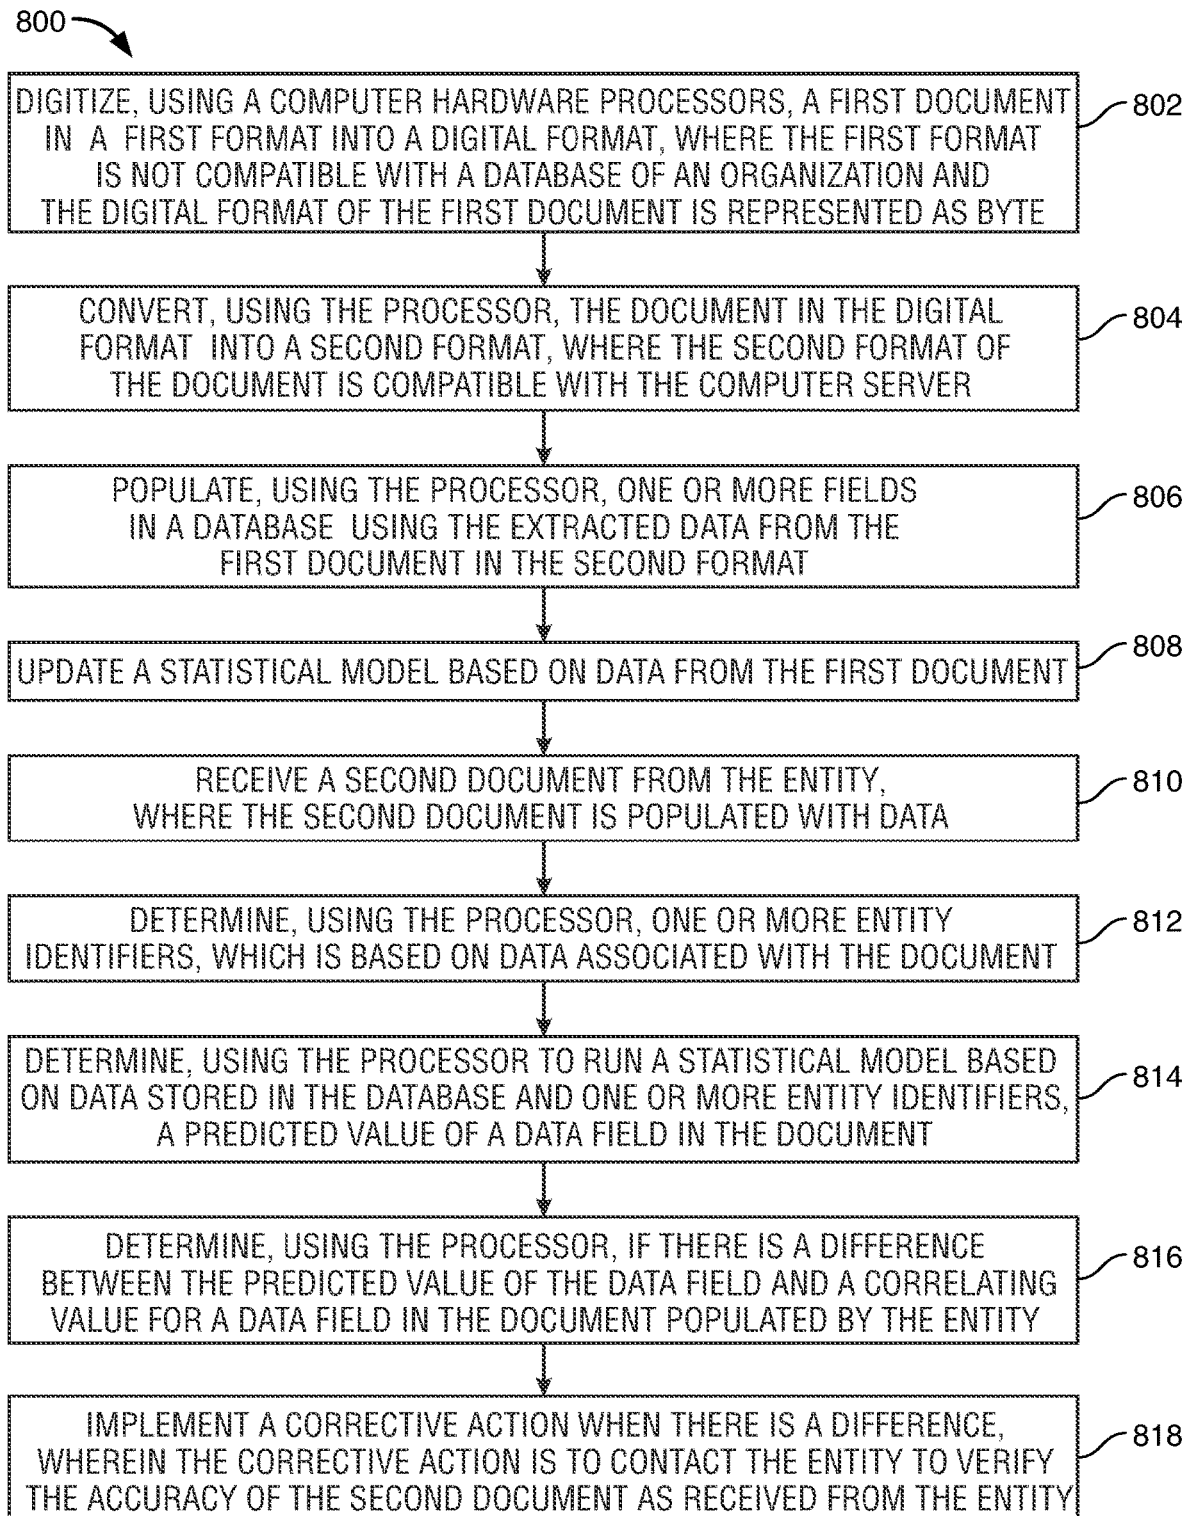 800
DIGITIZE, USING A COMPUTER HARDWARE PROCESSORS, A FIRST DOCUMENT
IN A FIRST FORMAT INTO A DIGITAL FORMAT, WHERE THE FIRST FORMAT
IS NOT COMPATIBLE WITH A DATABASE OF AN ORGANIZATION AND
THE DIGITAL FORMAT OF THE FIRST DOCUMENT IS REPRESENTED AS BYTE
802
CONVERT, USING THE PROCESSOR, THE DOCUMENT IN THE DIGITAL
FORMAT INTO A SECOND FORMAT, WHERE THE SECOND FORMAT OF
THE DOCUMENT IS COMPATIBLE WITH THE COMPUTER SERVER
804
POPULATE, USING THE PROCESSOR, ONE OR MORE FIELDS
IN A DATABASE USING THE EXTRACTED DATA FROM THE
FIRST DOCUMENT IN THE SECOND FORMAT
806
UPDATE A STATISTICAL MODEL BASED ON DATA FROM THE FIRST DOCUMENT
808
RECEIVE A SECOND DOCUMENT FROM THE ENTITY,
WHERE THE SECOND DOCUMENT IS POPULATED WITH DATA
810
DETERMINE, USING THE PROCESSOR, ONE OR MORE ENTITY
IDENTIFIERS, WHICH IS BASED ON DATA ASSOCIATED WITH THE DOCUMENT
812
DETERMINE, USING THE PROCESSOR TO RUN A STATISTICAL MODEL BASED
ON DATA STORED IN THE DATABASE AND ONE OR MORE ENTITY IDENTIFIERS,
A PREDICTED VALUE OF A DATA FIELD IN THE DOCUMENT
814
DETERMINE, USING THE PROCESSOR, IF THERE IS A DIFFERENCE
BETWEEN THE PREDICTED VALUE OF THE DATA FIELD AND A CORRELATING
VALUE FOR A DATA FIELD IN THE DOCUMENT POPULATED BY THE ENTITY
816
IMPLEMENT A CORRECTIVE ACTION WHEN THERE IS A DIFFERENCE,
WHEREIN THE CORRECTIVE ACTION IS TO CONTACT THE ENTITY TO VERIFY
THE ACCURACY OF THE SECOND DOCUMENT AS RECEIVED FROM THE ENTITY
818